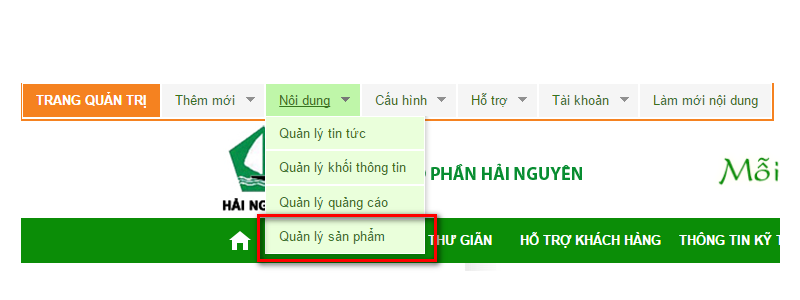 TRANG QUẢN TRỊ Thêm mới Nội dung Cấu hình Hỗ trợ Tài khoản Làm mới nội dung
Quản lý tin tức
Quản lý khối thông tin
PHẦN HẢI NGUYÊN
Mỗi
Quản lý quảng cáo
HẢI
Quản lý sản phẩm
THƯ GIÃN HỖ TRỢ KHÁCH HÀNG THÔNG TIN KỸ